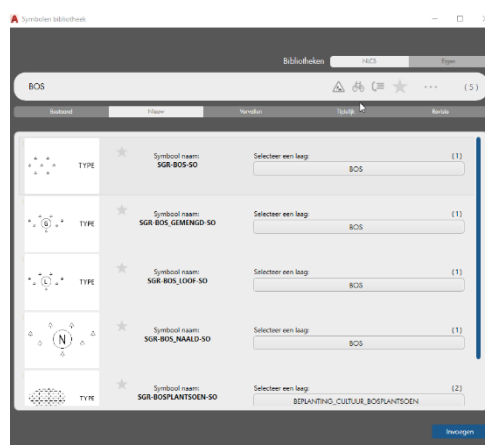 Symbolen bibliotheek
Bibliotheken NLCS Eigen
BOS (5)
Bestaand Nieuw Vervallen Tijdelijk Revisie
TYPE Symbool naam: Selecteer een laag: (1)
SGR-BOS-SO BOS
G TYPE Symbool naam: Selecteer een laag: (1)
SGR-BOS_GEMENGD-SO BOS
L TYPE Symbool naam: Selecteer een laag: (1)
SGR-BOS_LOOF-SO BOS
N Symbool naam: Selecteer een laag: (1)
SGR-BOS_NAALD-SO BOS
TYPE Symbool naam: Selecteer een laag: (2)
SGR-BOSPLANTSOEN-SO BEPLANTING_CULTUUR_BOSPLANTSOEN
Invoegen